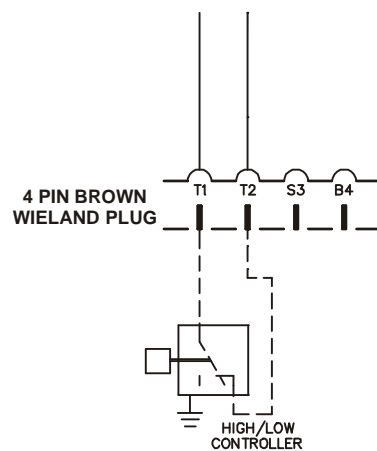 T1 T2 S3 B4
4 PIN BROWN
WIELAND PLUG
HIGH/LOW
CONTROLLER